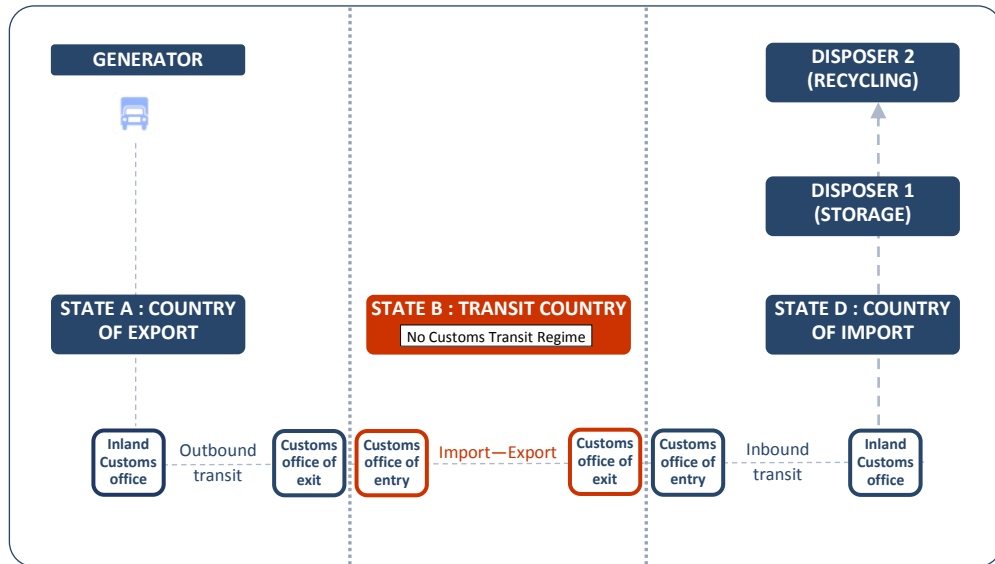 GENERATOR
DISPOSER 2
(RECYCLING)
DISPOSER 1
(STORAGE)
STATE A : COUNTRY
OF EXPORT
STATE B : TRANSIT COUNTRY
No Customs Transit Regime
STATE D : COUNTRY
OF IMPORT
Inland
Customs
office
Outbound
transit
Customs
office of
exit
Customs
office of
entry
Import—Export
Customs
office of
exit
Customs
office of
entry
Inbound
transit
Inland
Customs
office